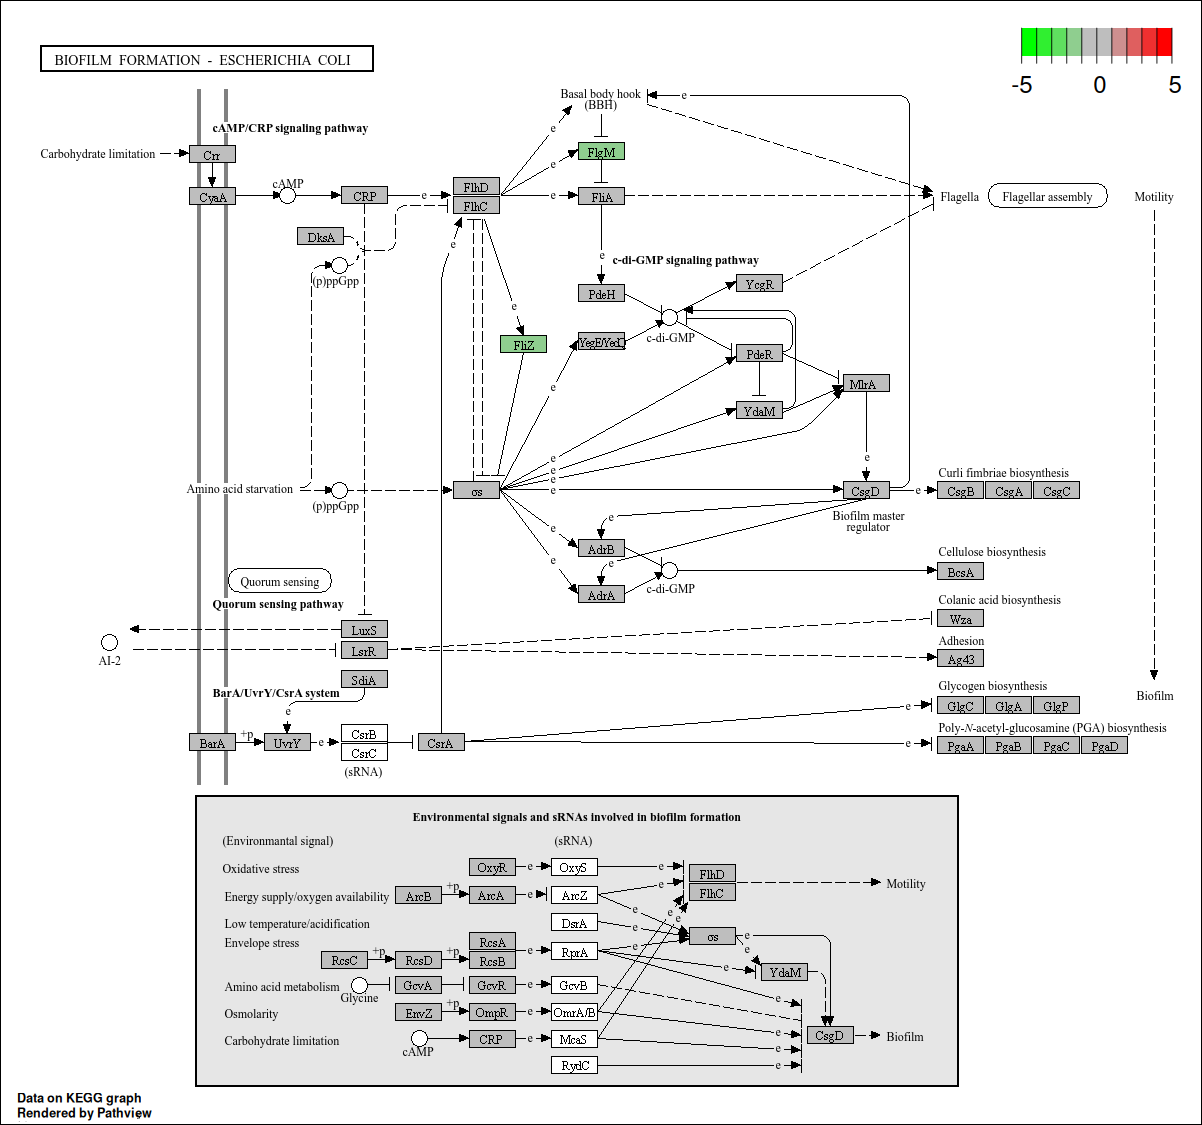 BIOFILM FORMATION - ESCHERICHIA COLI
-5 0 5
Basal body hook
(BBH)
e
cAMP/CRP signaling pathway
Carbohydrate limitation
Crr
e
FlgM
e
CyaA
cAMP
CRP
e
FlhD
FlhC
e
FliA
Flagella
Flagellar assembly
Motility
DksA
(p)ppGpp
e
e
c-di-GMP signaling pathway
PdeH
YcgR
e
FliZ
YegE/YedQ
c-di-GMP
PdeR
e
MlrA
YdaM
e
e
e
e
Amino acid starvation
(p)ppGpp
σs
e
CsgD
Biofilm master
regulator
e
Curli fimbriae biosynthesis
CsgB CsgA CsgC
e
e
AdrB
e
e
AdrA
c-di-GMP
Cellulose biosynthesis
BcsA
Quorum sensing
Quorum sensing pathway
Colanic acid biosynthesis
Wza
LuxS
LsrR
AI-2
Adhesion
Ag43
SdiA
BarA/UvrY/CsrA system
e
Glycogen biosynthesis
e
GlgC GlgA GlgP
Biofilm
BarA
+p
UvrY
e
CsrB
CsrC
(sRNA)
CsrA
Poly-N-acetyl-glucosamine (PGA) biosynthesis
e
PgaA PgaB PgaC PgaD
Environmental signals and sRNAs involved in biofilm formation
(Environmantal signal)
(sRNA)
Oxidative stress
OxyR
e
OxyS
e
FlhD
FlhC
Motility
Energy supply/oxygen availability
ArcB
+p
ArcA
e
ArcZ
e
e
e
e
Low temperature/acidification
DsrA
e
σs
e
e
Envelope stress
RcsC
+p
RcsD
+p
RcsA
RcsB
e
RprA
e
e
e
YdaM
Amino acid metabolism
Glycine
GcvA
GcvR
e
GcvB
Osmolarity
EnvZ
+p
OmpR
e
OmrA/B
e
CsgD
Biofilm
Carbohydrate limitation
cAMP
CRP
e
McaS
e
RydC
e
Data on KEGG graph
Rendered by Pathview